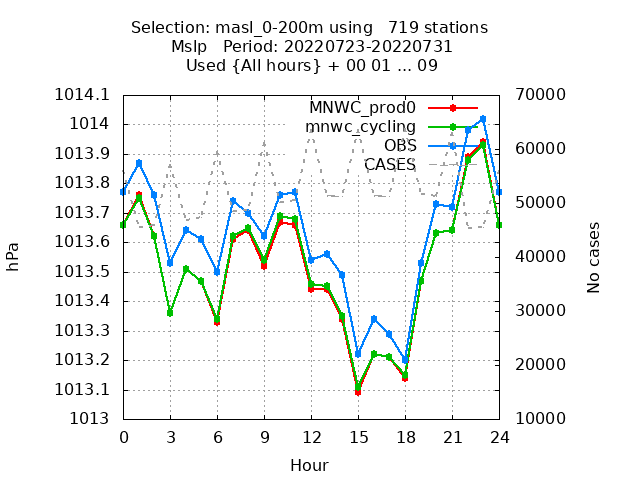 Selection: masl_0-200m using   719 stations
Mslp   Period: 20220723-20220731
Used {All hours} + 00 01 ... 09
1014.1
1014
1013.9
1013.8
1013.7
1013.6
1013.5
1013.4
1013.3
1013.2
1013.1
1013
hPa
MNWC_prod0
mnwc_cycling
OBS
CASES
70000
60000
50000
40000
30000
20000
10000
No cases
0 3 6 9 12 15 18 21 24
Hour